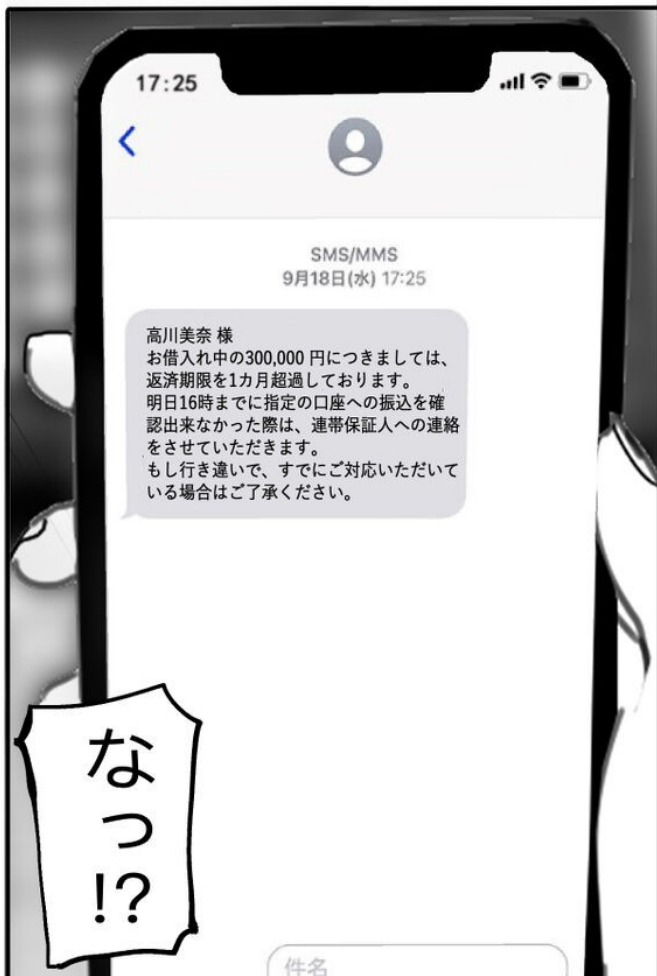 17:25
SMS/MMS
9月18日(水) 17:25
高川美奈 様
お借入れ中の300,000 円につきましては、
返済期限を1カ月超過しております。
明日16時までに指定の口座への振込を確
認出来なかった際は、連帯保証人への連絡
をさせていただきます。
もし行き違いで、すでにご対応いただいて
いる場合はご了承ください。
なっ!?
件名